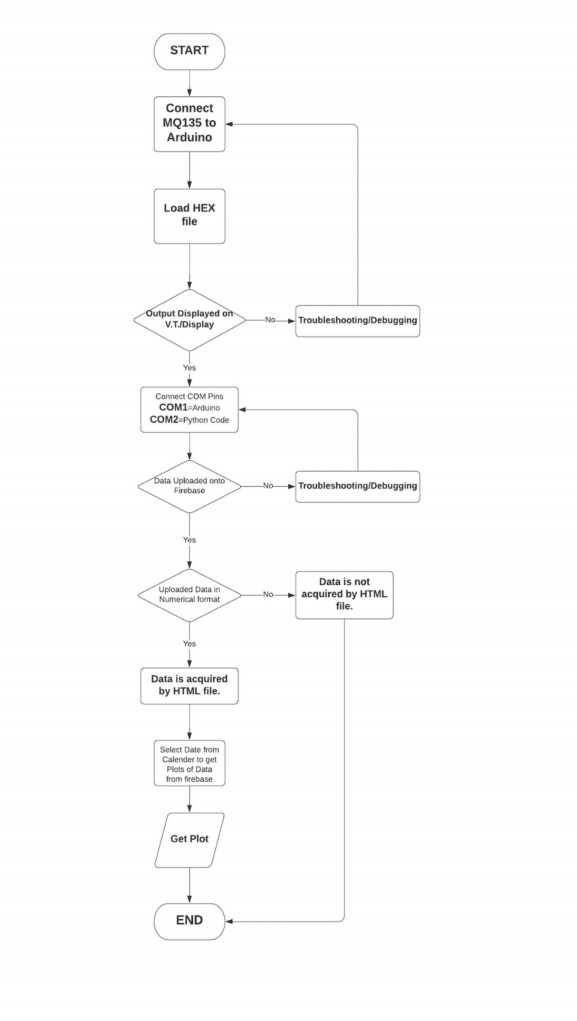 START
Connect
MQ135 to
Arduino
Load HEX
file
Output Displayed on
V.T./Display
No
Troubleshooting/Debugging
Yes
Connect COM Pins
COM1=Arduino
COM2=Python Code
Data Uploaded onto
Firebase
No
Troubleshooting/Debugging
Yes
Uploaded Data in
Numerical format
No
Data is not
acquired by HTML
file.
Yes
Data is acquired
by HTML file.
Select Date from
Calender to get
Plots of Data
from firebase
Get Plot
END